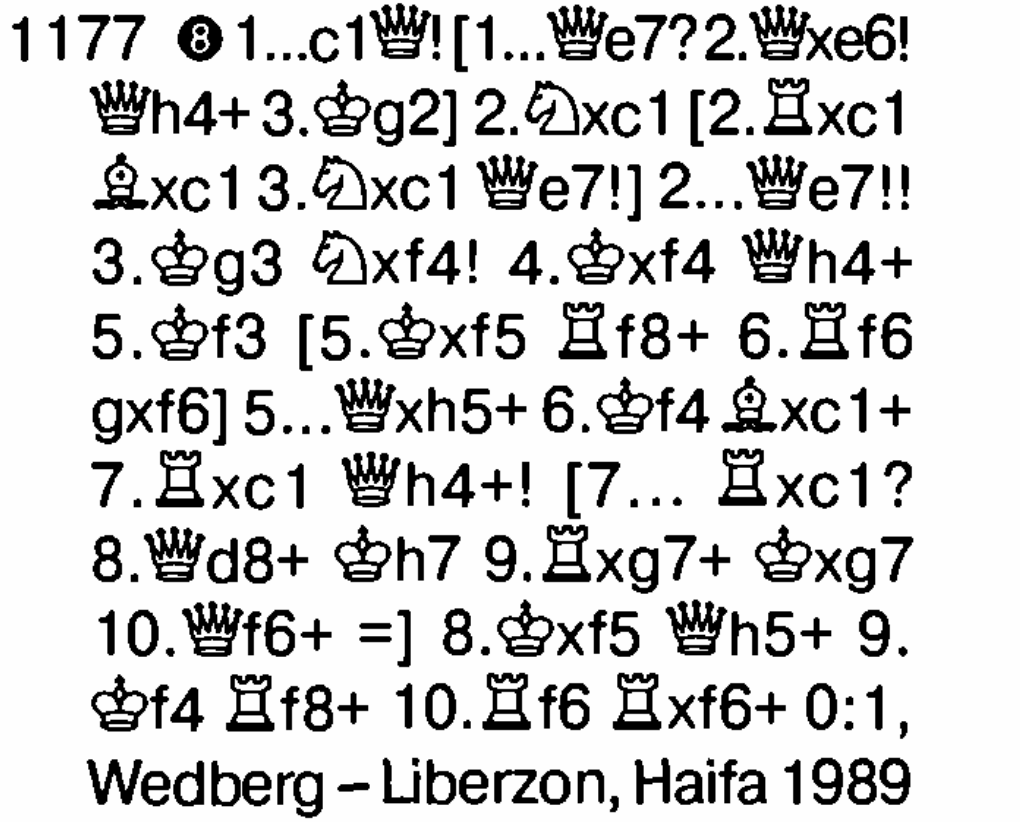 1177 ❽ 1...c1♕! [1...♕e7? 2.♕xe6!
♕h4+ 3.♔g2] 2.♘xc1 [2.♖xc1
♗xc1 3.♘xc1 ♕e7!] 2...♕e7!!
3.♔g3 ♘xf4! 4.♔xf4 ♕h4+
5.♔f3 [5.♔xf5 ♖f8+ 6.♖f6
gxf6] 5...♕xh5+ 6.♔f4 ♗xc1+
7.♖xc1 ♕h4+! [7... ♖xc1?
8.♕d8+ ♔h7 9.♖xg7+ ♔xg7
10.♕f6+ =] 8.♔xf5 ♕h5+ 9.
♔f4 ♖f8+ 10.♖f6 ♖xf6+ 0:1,
Wedberg – Liberzon, Haifa 1989